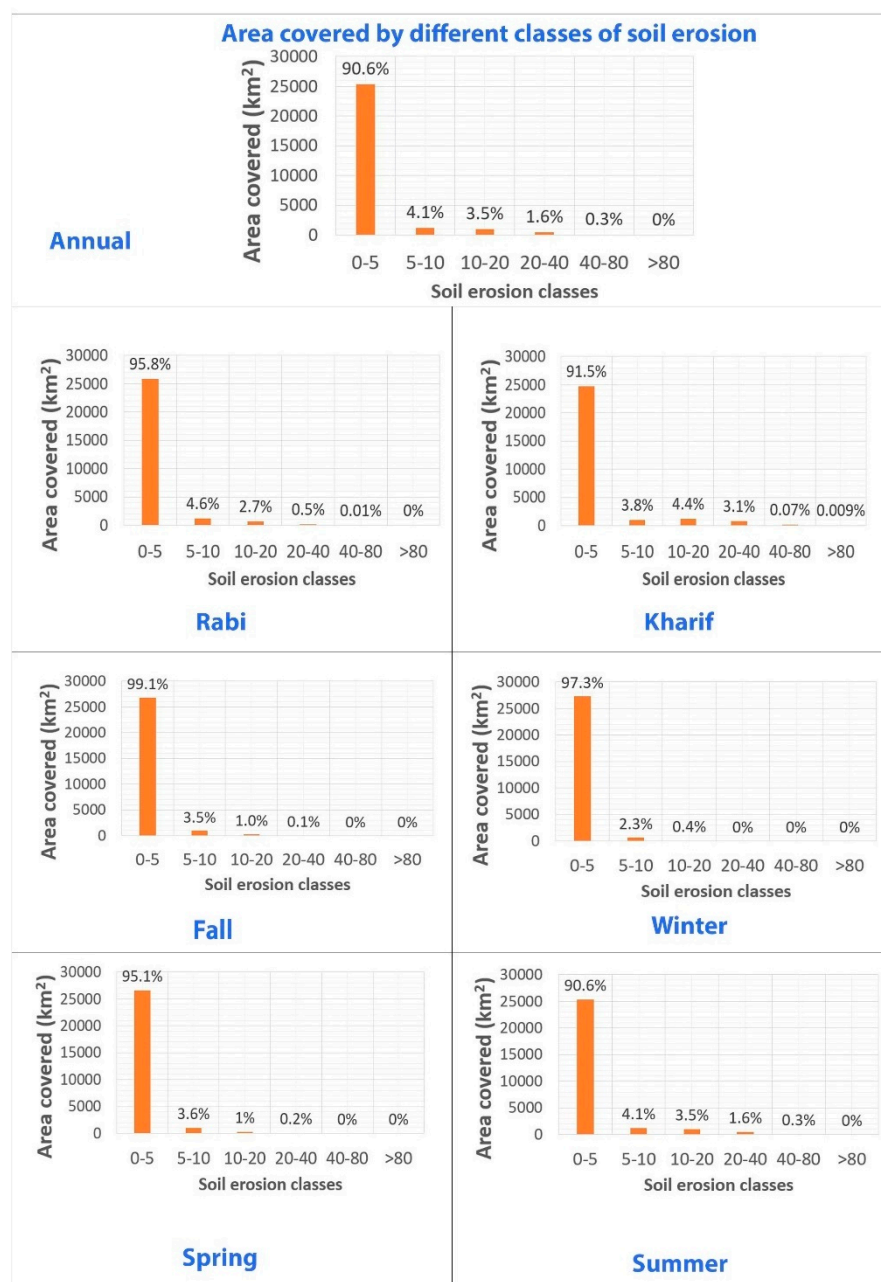 Area covered by different classes of soil erosion
Area covered (km²)
30000
25000
20000
15000
10000
5000
0
90.6%
4.1% 3.5% 1.6% 0.3% 0%
0-5 5-10 10-20 20-40 40-80 >80
Soil erosion classes
Annual
Area covered (km²)
30000
25000
20000
15000
10000
5000
0
95.8%
4.6% 2.7% 0.5% 0.01% 0%
0-5 5-10 10-20 20-40 40-80 >80
Soil erosion classes
Rabi
Area covered (km²)
30000
25000
20000
15000
10000
5000
0
91.5%
3.8% 4.4% 3.1% 0.07% 0.009%
0-5 5-10 10-20 20-40 40-80 >80
Soil erosion classes
Kharif
Area covered (km²)
30000
25000
20000
15000
10000
5000
0
99.1%
3.5% 1.0% 0.1% 0% 0%
0-5 5-10 10-20 20-40 40-80 >80
Soil erosion classes
Fall
Area covered (km²)
30000
25000
20000
15000
10000
5000
0
97.3%
2.3% 0.4% 0% 0% 0%
0-5 5-10 10-20 20-40 40-80 >80
Soil erosion classes
Winter
Area covered (km²)
30000
25000
20000
15000
10000
5000
0
95.1%
3.6% 1% 0.2% 0% 0%
0-5 5-10 10-20 20-40 40-80 >80
Soil erosion classes
Spring
Area covered (km²)
30000
25000
20000
15000
10000
5000
0
90.6%
4.1% 3.5% 1.6% 0.3% 0%
0-5 5-10 10-20 20-40 40-80 >80
Soil erosion classes
Summer